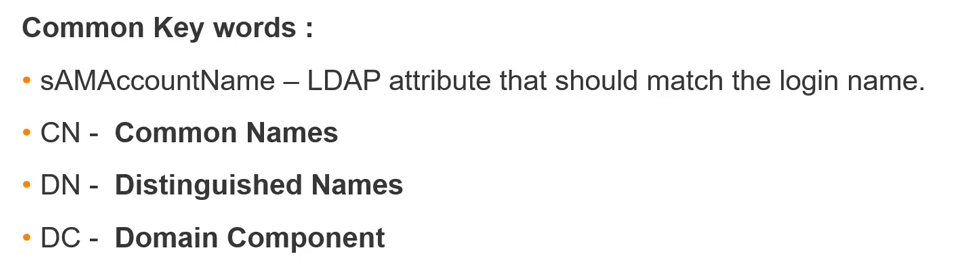 Common Key words :
• sAMAccountName – LDAP attribute that should match the login name.
• CN - Common Names
• DN - Distinguished Names
• DC - Domain Component